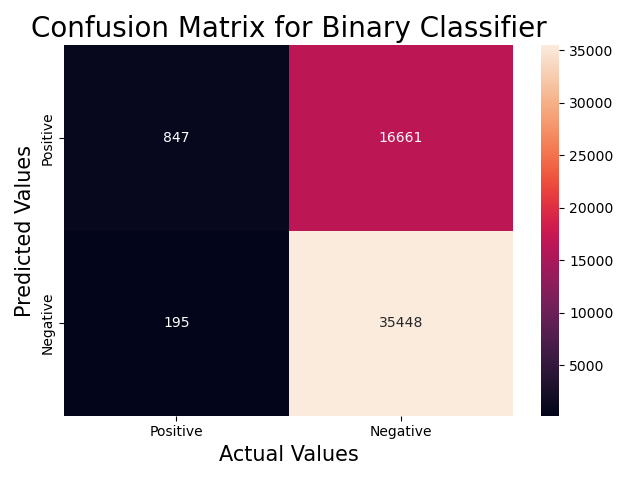 Confusion Matrix for Binary Classifier
Predicted Values
Positive
Negative
847
16661
195
35448
Positive
Negative
Actual Values
35000
30000
25000
20000
15000
10000
5000